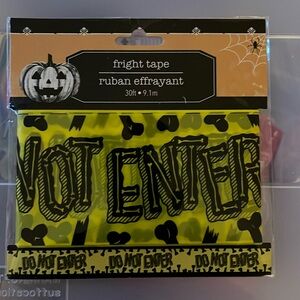 fright tape
ruban effrayant
30ft • 9.1m
NOT ENTER
DO NOT ENTER DO NOT ENTER DO NOT ENTER